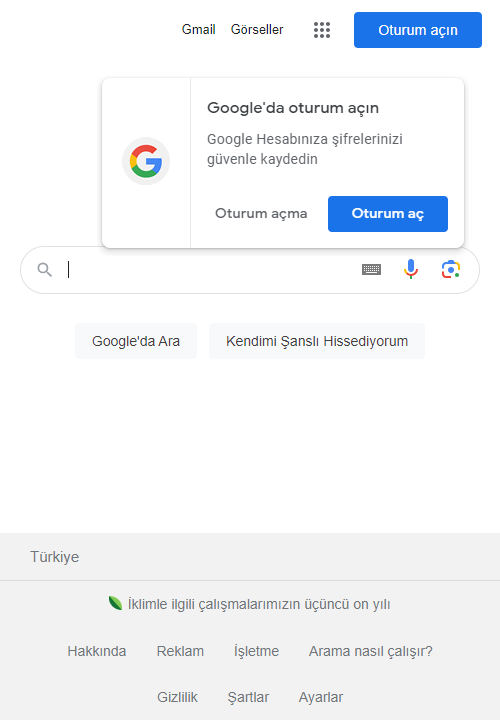 Gmail Görseller Oturum açın
Google'da oturum açın
Google Hesabınıza şifrelerinizi
güvenle kaydedin
Oturum açma Oturum aç
Google'da Ara Kendimi Şanslı Hissediyorum
Türkiye
İklimle ilgili çalışmalarımızın üçüncü on yılı
Hakkında Reklam İşletme Arama nasıl çalışır?
Gizlilik Şartlar Ayarlar